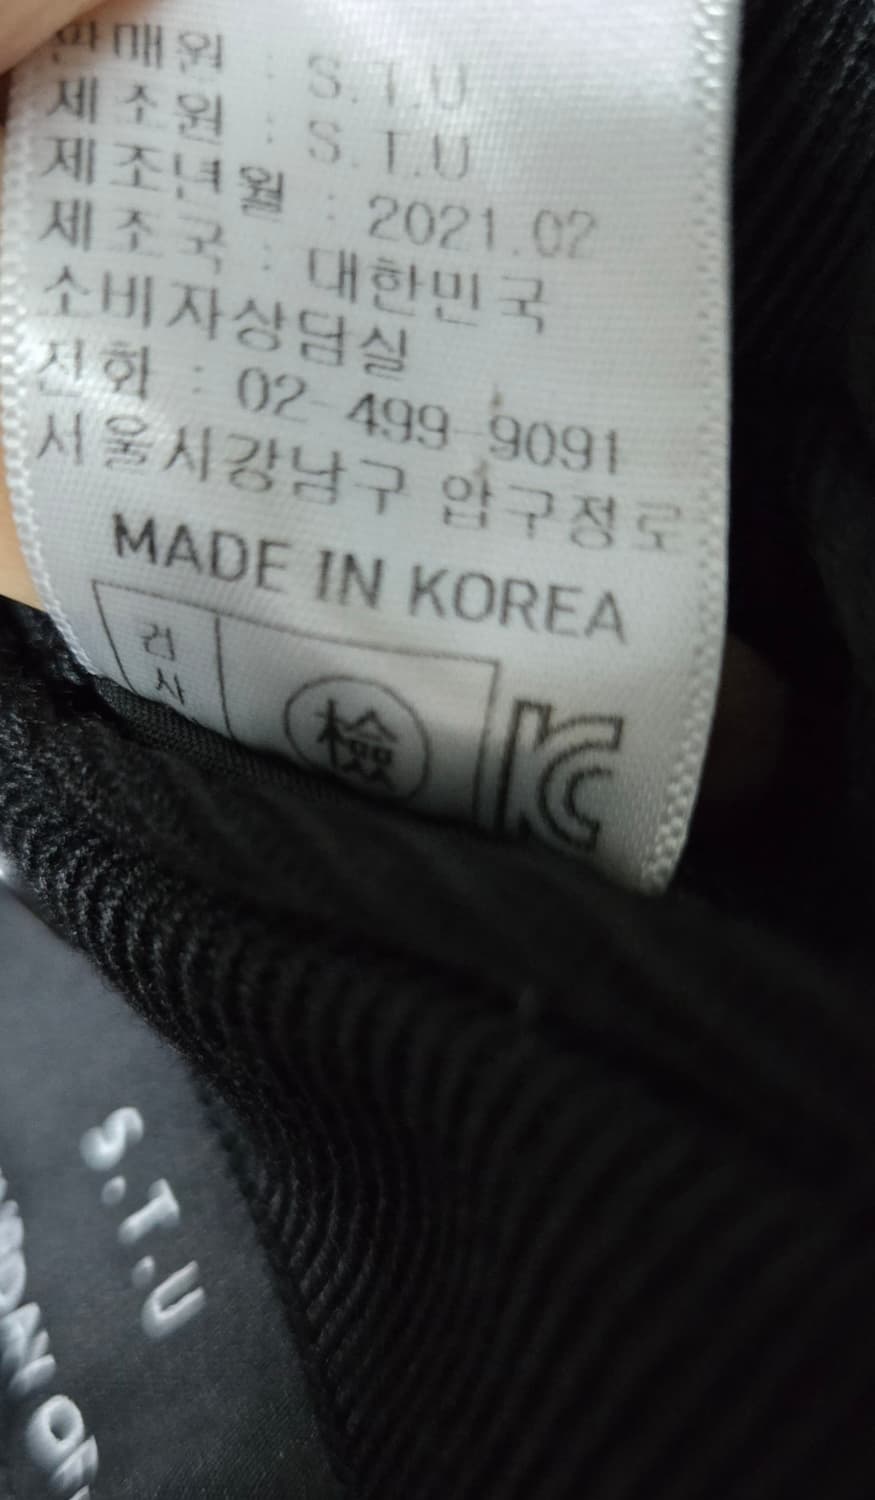 판매원 : S.T.U
제조원 : S.T.U
제조년월 : 2021.02
제조국 : 대한민국
소비자상담실
전화 : 02-499-9091
서울시강남구 압구정로
MADE IN KOREA
검
사
檢
KC
S.T.U